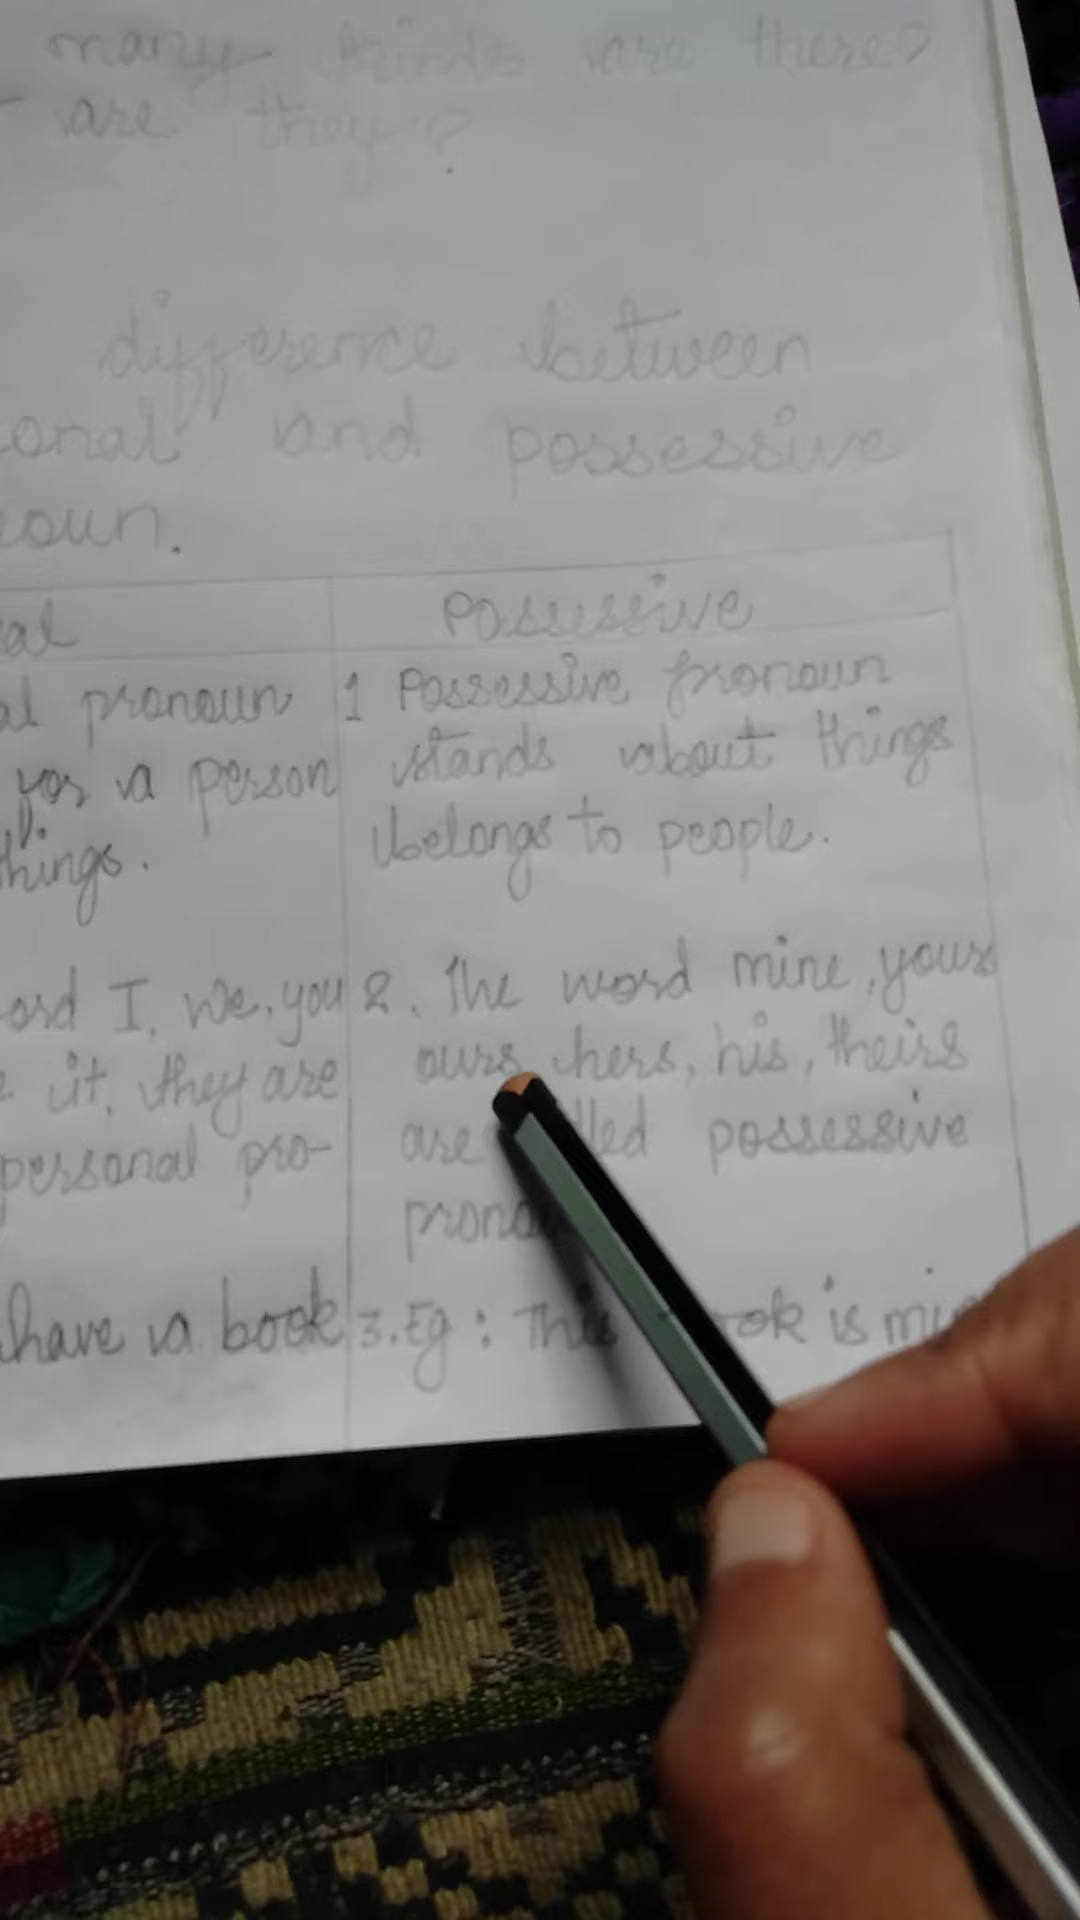 many kinds are there?
are they?
difference between
onal and possessive
oun.
al Possessive
al pronoun 1 Possessive pronoun
for a person stands about things
things. belongs to people.
ord I, we, you 2. The word mine, yours
it, they are ours, hers, his, theirs
personal pro- are possessive
have a book 3. Eg: This is